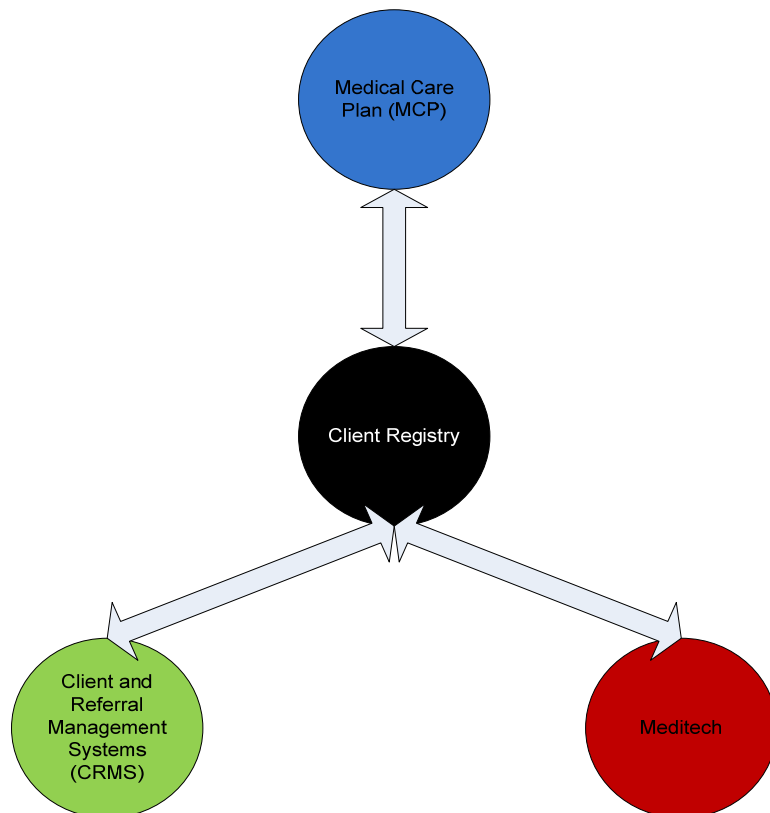 Medical Care
Plan (MCP)
Client Registry
Client and
Referral
Management
Systems
(CRMS)
Meditech